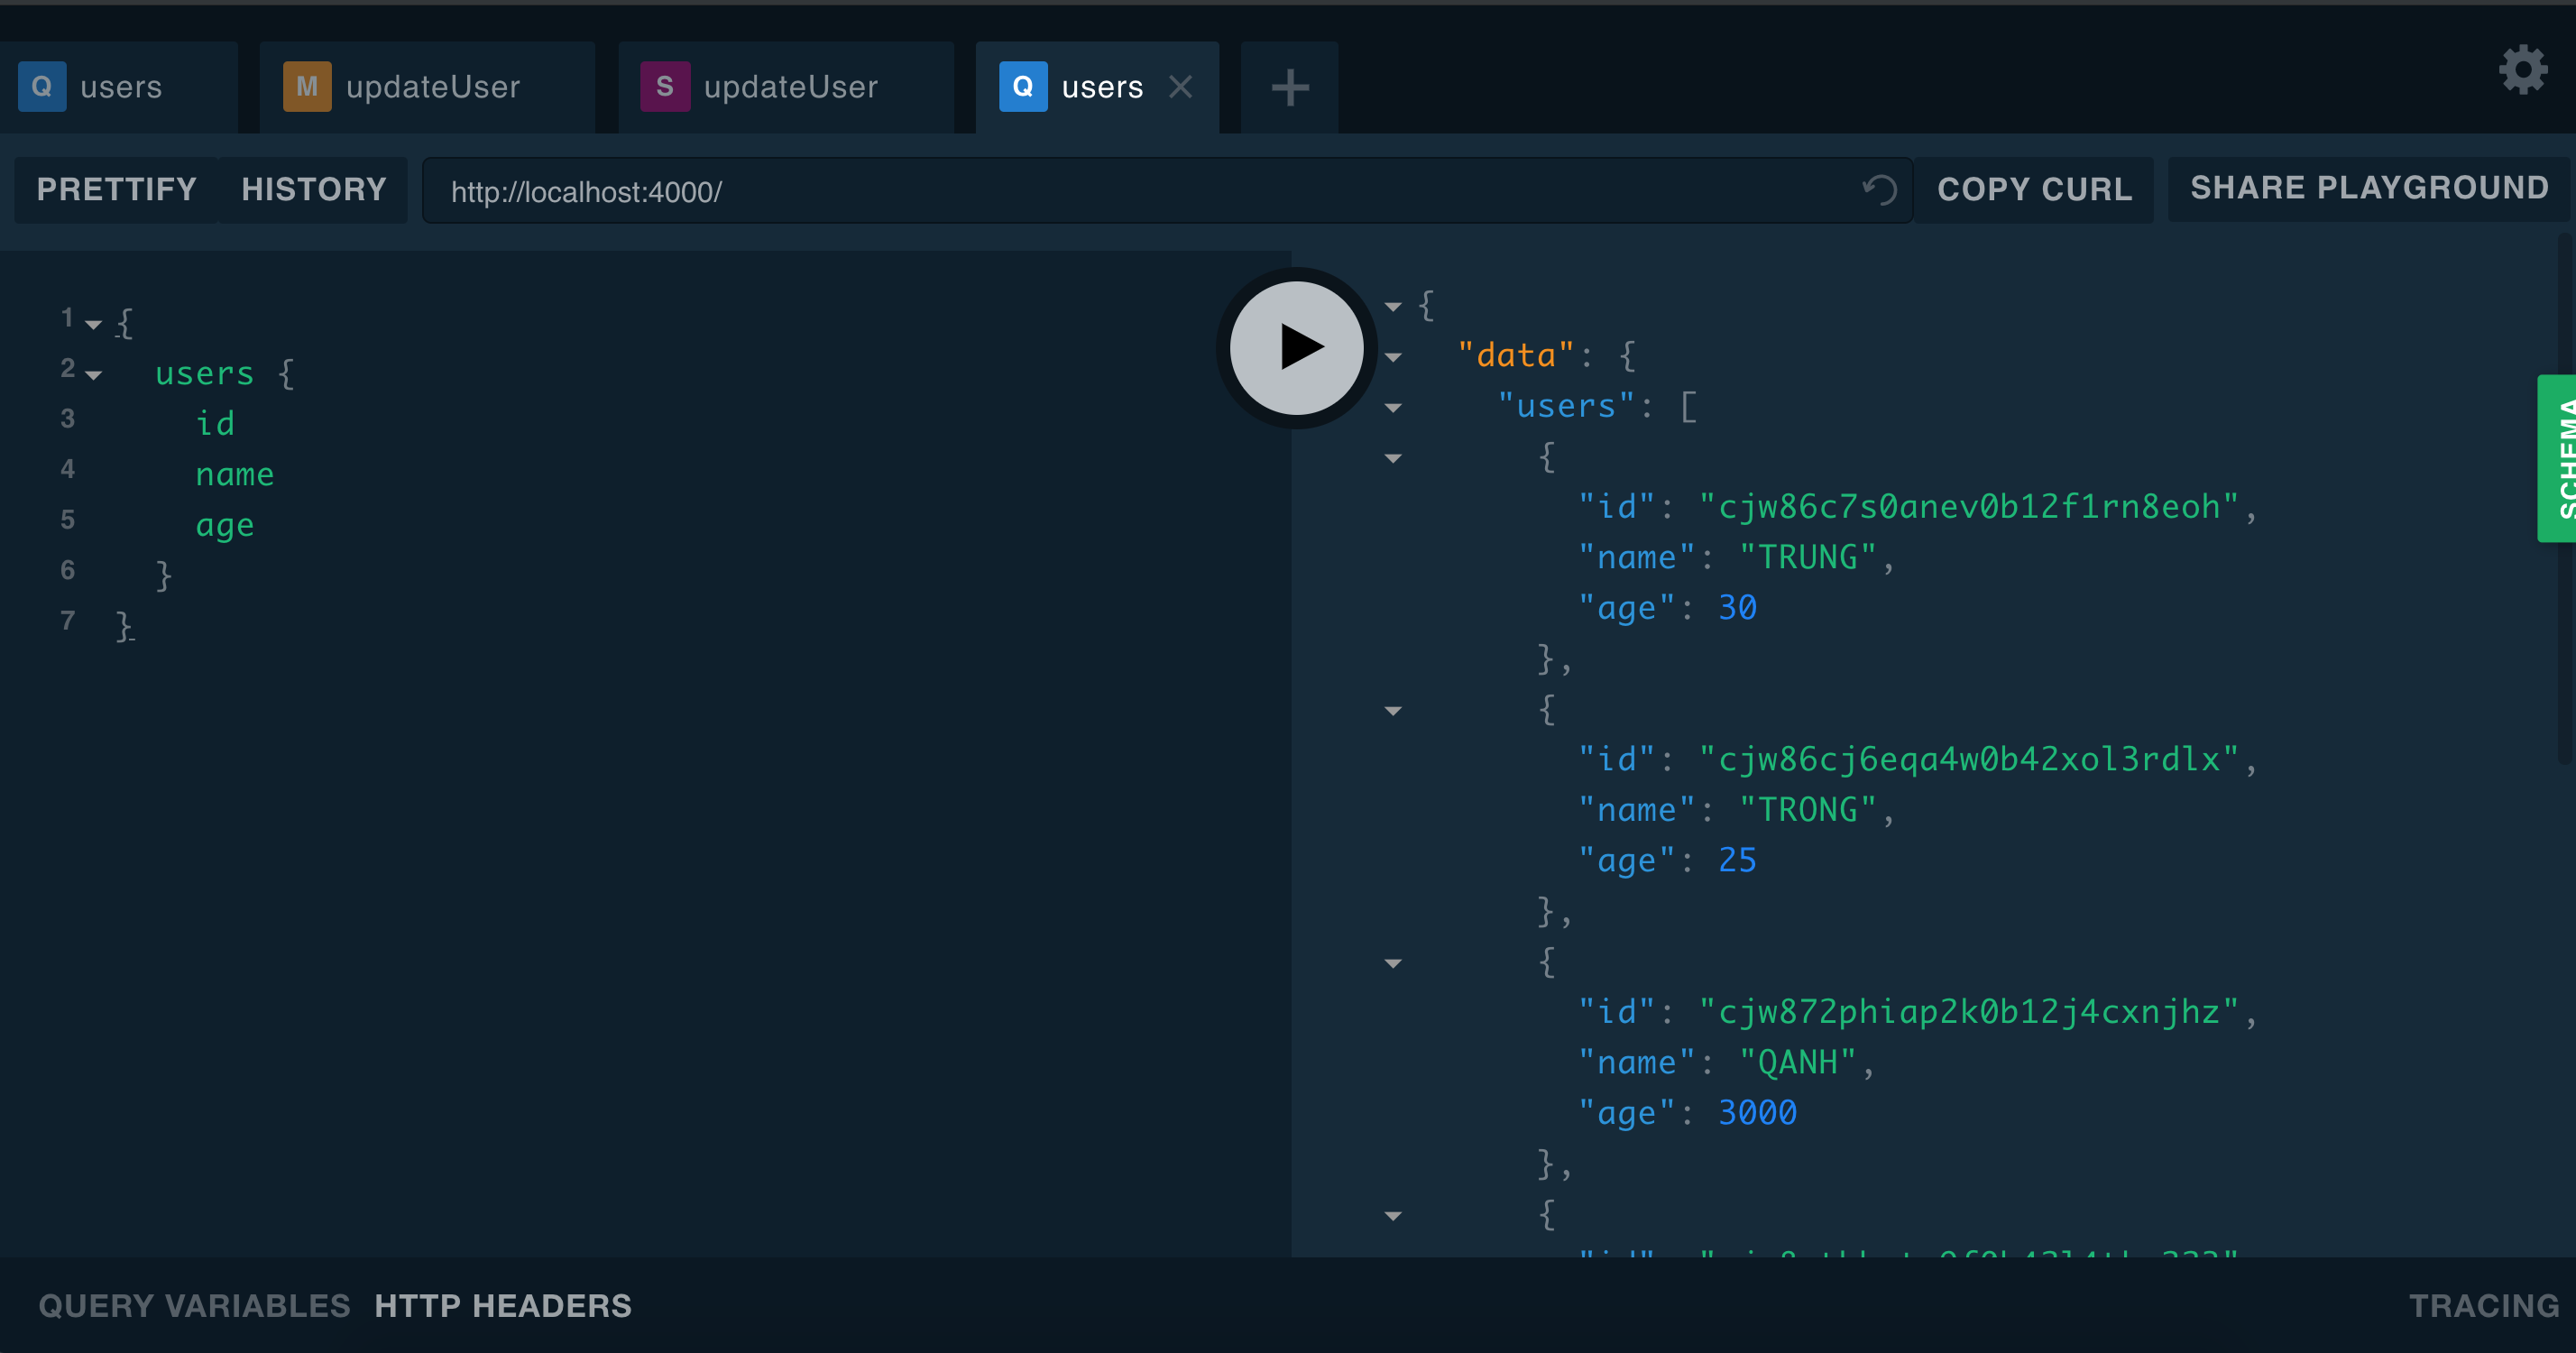 Q users M updateUser S updateUser Q users
PRETTIFY HISTORY http://localhost:4000/ COPY CURL SHARE PLAYGROUND
1 {
2 users {
3 id
4 name
5 age
6 }
7 }
{
"data": {
"users": [
{
"id": "cjw86c7s0anev0b12f1rn8eoh",
"name": "TRUNG",
"age": 30
},
{
"id": "cjw86cj6eqa4w0b42xol3rdlx",
"name": "TRONG",
"age": 25
},
{
"id": "cjw872phiap2k0b12j4cxnjhz",
"name": "QANH",
"age": 3000
},
{
"id":
SCHEMA
QUERY VARIABLES HTTP HEADERS TRACING